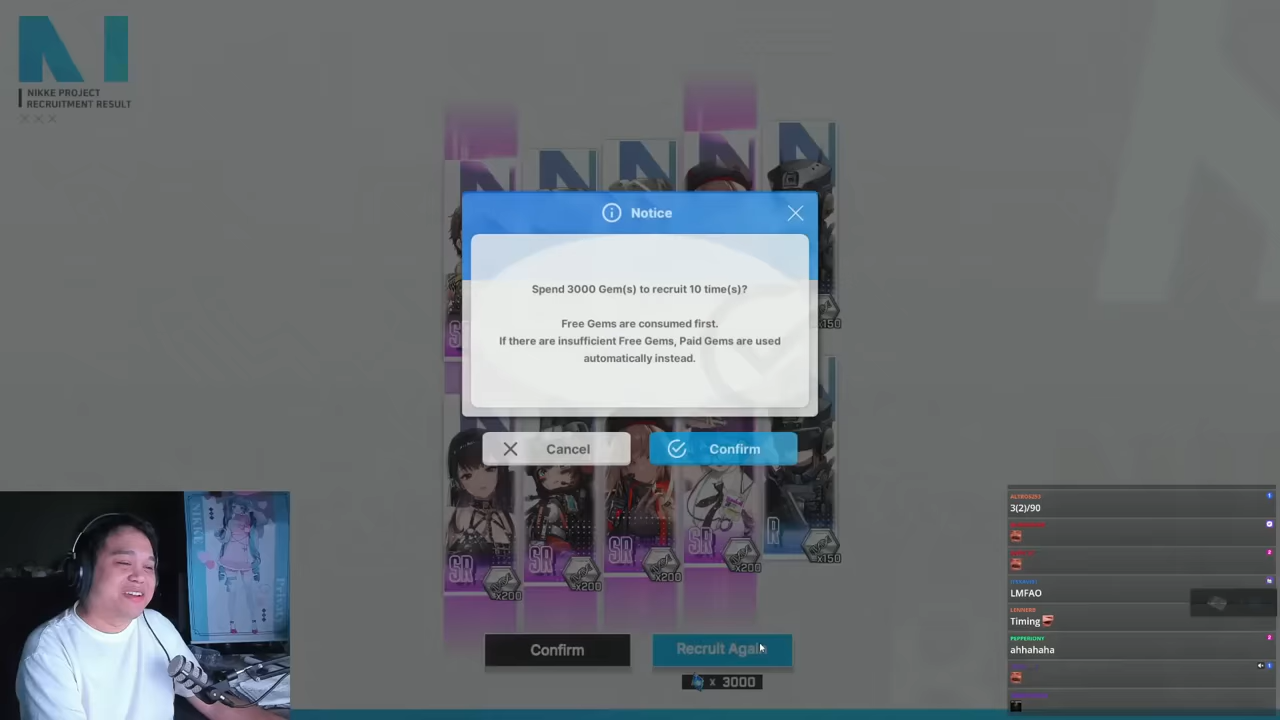 NIKKE PROJECT
RECRUITMENT RESULT
Notice
Spend 3000 Gem(s) to recruit 10 time(s)?
Free Gems are consumed first.
If there are insufficient Free Gems, Paid Gems are used
automatically instead.
Cancel
Confirm
x150
SR
SR
SR
SR
R
x200
x200
x200
x200
x150
Confirm
Recruit Again
x 3000
NIKKE
3(2)/90
LMFAO
Timing
PEPPERIONY
ahhahaha